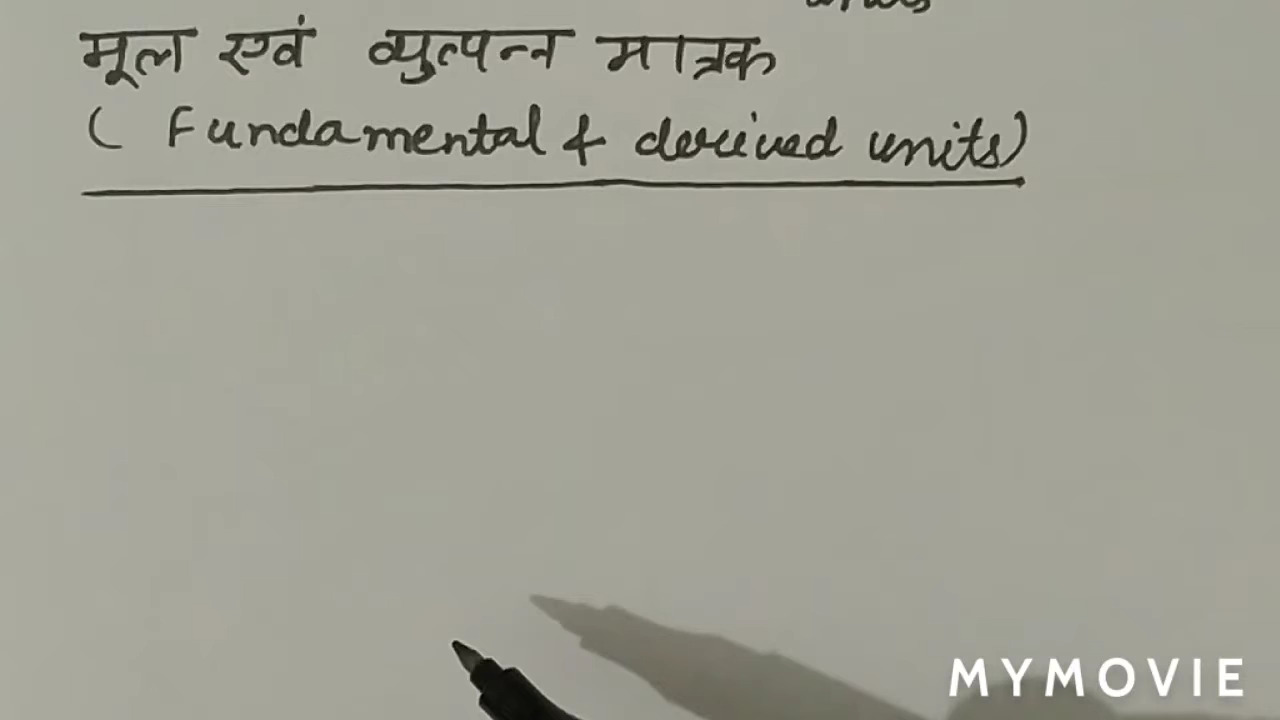 मूल एवं व्युत्पन्न मात्रक
( Fundamental & derived units)
MYMOVIE